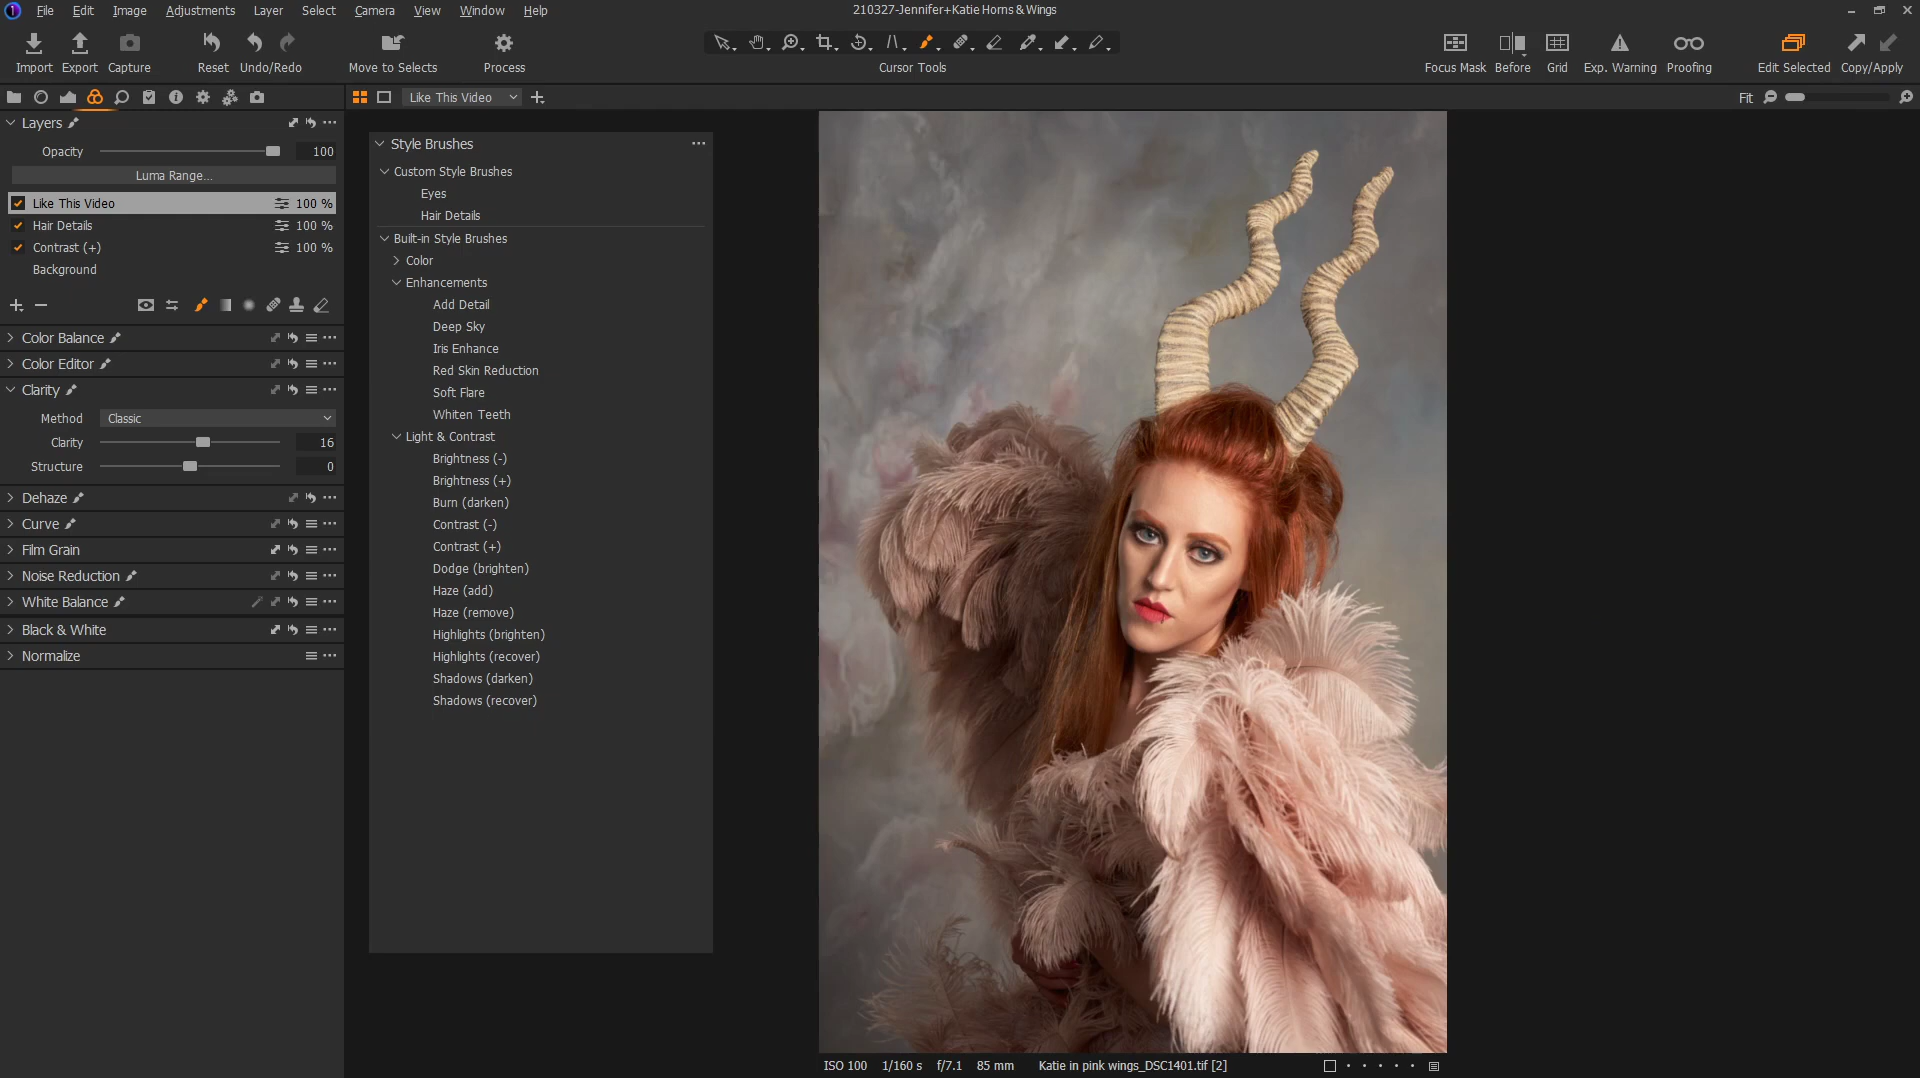 File Edit Image Adjustments Layer Select Camera View Window Help
210327-Jennifer+Katie Horns & Wings
Import Export Capture Reset Undo/Redo Move to Selects Process
Cursor Tools
Focus Mask Before Grid Exp. Warning Proofing Edit Selected Copy/Apply
Like This Video
Fit
Layers
Opacity 100
Luma Range...
Like This Video 100 %
Hair Details 100 %
Contrast (+) 100 %
Background
Color Balance
Color Editor
Clarity
Method Classic
Clarity 16
Structure 0
Dehaze
Curve
Film Grain
Noise Reduction
White Balance
Black & White
Normalize
Style Brushes
Custom Style Brushes
Eyes
Hair Details
Built-in Style Brushes
Color
Enhancements
Add Detail
Deep Sky
Iris Enhance
Red Skin Reduction
Soft Flare
Whiten Teeth
Light & Contrast
Brightness (-)
Brightness (+)
Burn (darken)
Contrast (-)
Contrast (+)
Dodge (brighten)
Haze (add)
Haze (remove)
Highlights (brighten)
Highlights (recover)
Shadows (darken)
Shadows (recover)
ISO 100 1/160 s f/7.1 85 mm Katie in pink wings_DSC1401.tif [2]